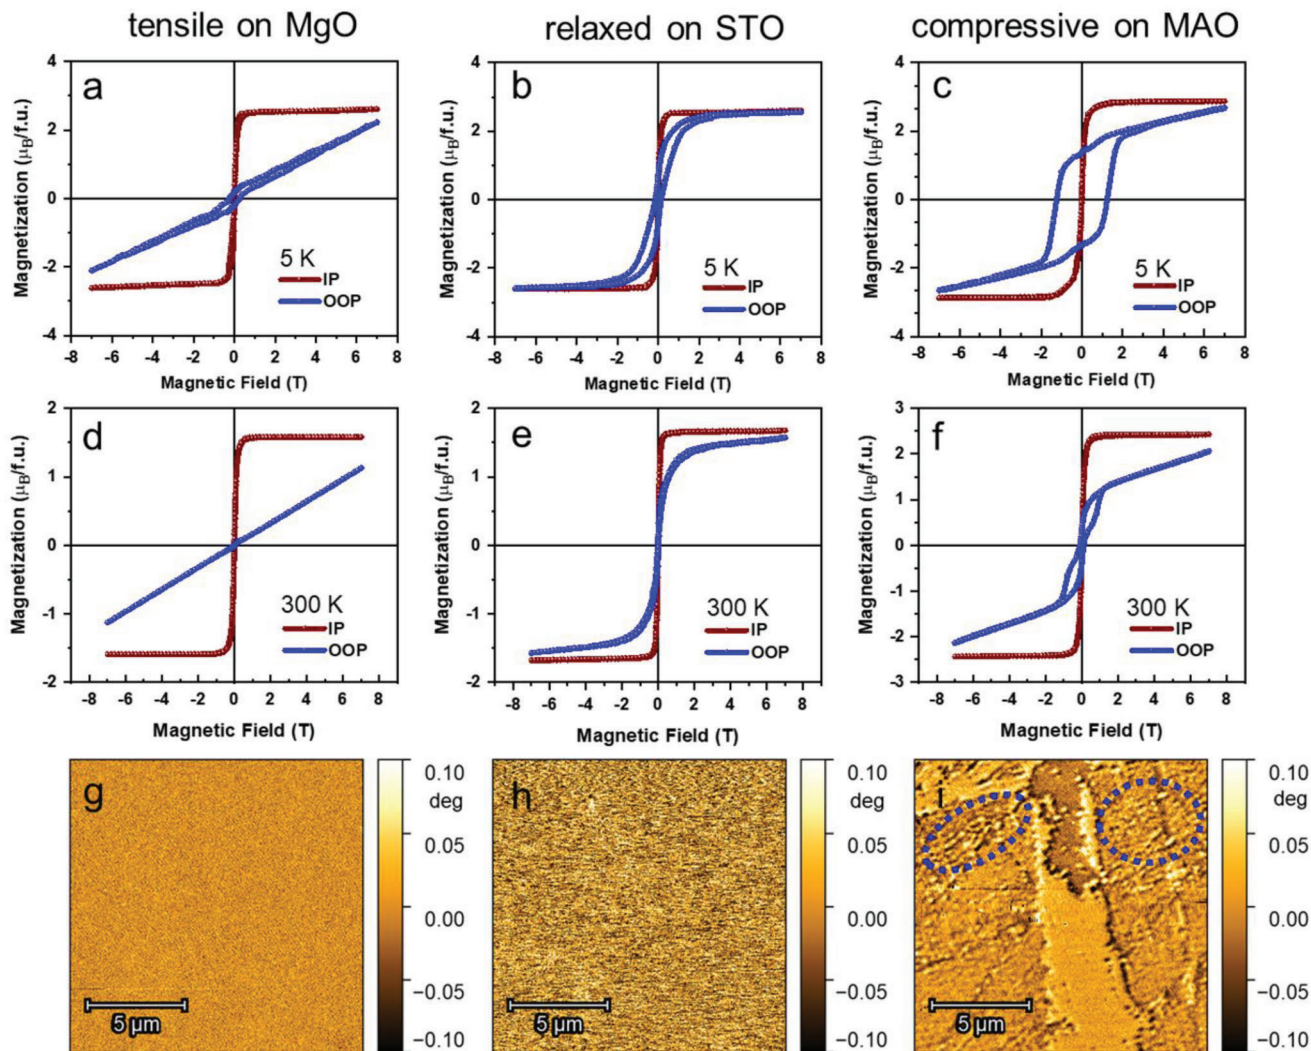 tensile on MgO
relaxed on STO
compressive on MAO
a
Magnetization (μB/f.u.)
4
2
0
-2
-4
5 K
IP
OOP
-8 -6 -4 -2 0 2 4 6 8
Magnetic Field (T)
b
Magnetization (μB/f.u.)
4
2
0
-2
-4
5 K
IP
OOP
-8 -6 -4 -2 0 2 4 6 8
Magnetic Field (T)
c
Magnetization (μB/f.u.)
4
2
0
-2
-4
5 K
IP
OOP
-8 -6 -4 -2 0 2 4 6 8
Magnetic Field (T)
d
Magnetization (μB/f.u.)
2
1
0
-1
-2
300 K
IP
OOP
-8 -6 -4 -2 0 2 4 6 8
Magnetic Field (T)
e
Magnetization (μB/f.u.)
2
1
0
-1
-2
300 K
IP
OOP
-8 -6 -4 -2 0 2 4 6 8
Magnetic Field (T)
f
Magnetization (μB/f.u.)
3
2
1
0
-1
-2
-3
300 K
IP
OOP
-8 -6 -4 -2 0 2 4 6 8
Magnetic Field (T)
g
5 μm
0.10
deg
0.05
0.00
−0.05
−0.10
h
5 μm
0.10
deg
0.05
0.00
−0.05
−0.10
i
5 μm
0.10
deg
0.05
0.00
−0.05
−0.10